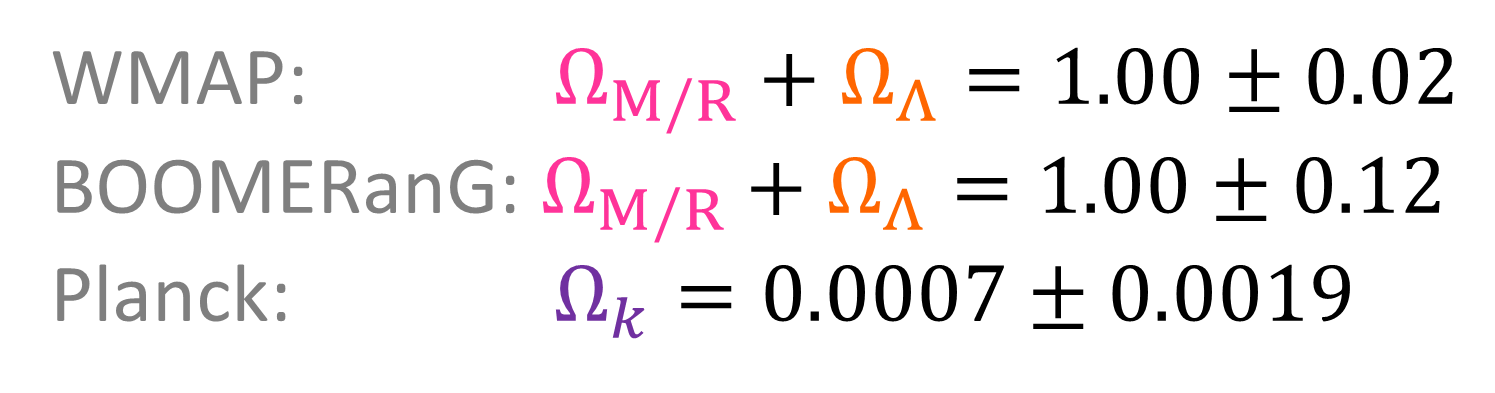 WMAP: Ω_M/R + Ω_Λ = 1.00 ± 0.02
BOOMERanG: Ω_M/R + Ω_Λ = 1.00 ± 0.12
Planck: Ω_k = 0.0007 ± 0.0019